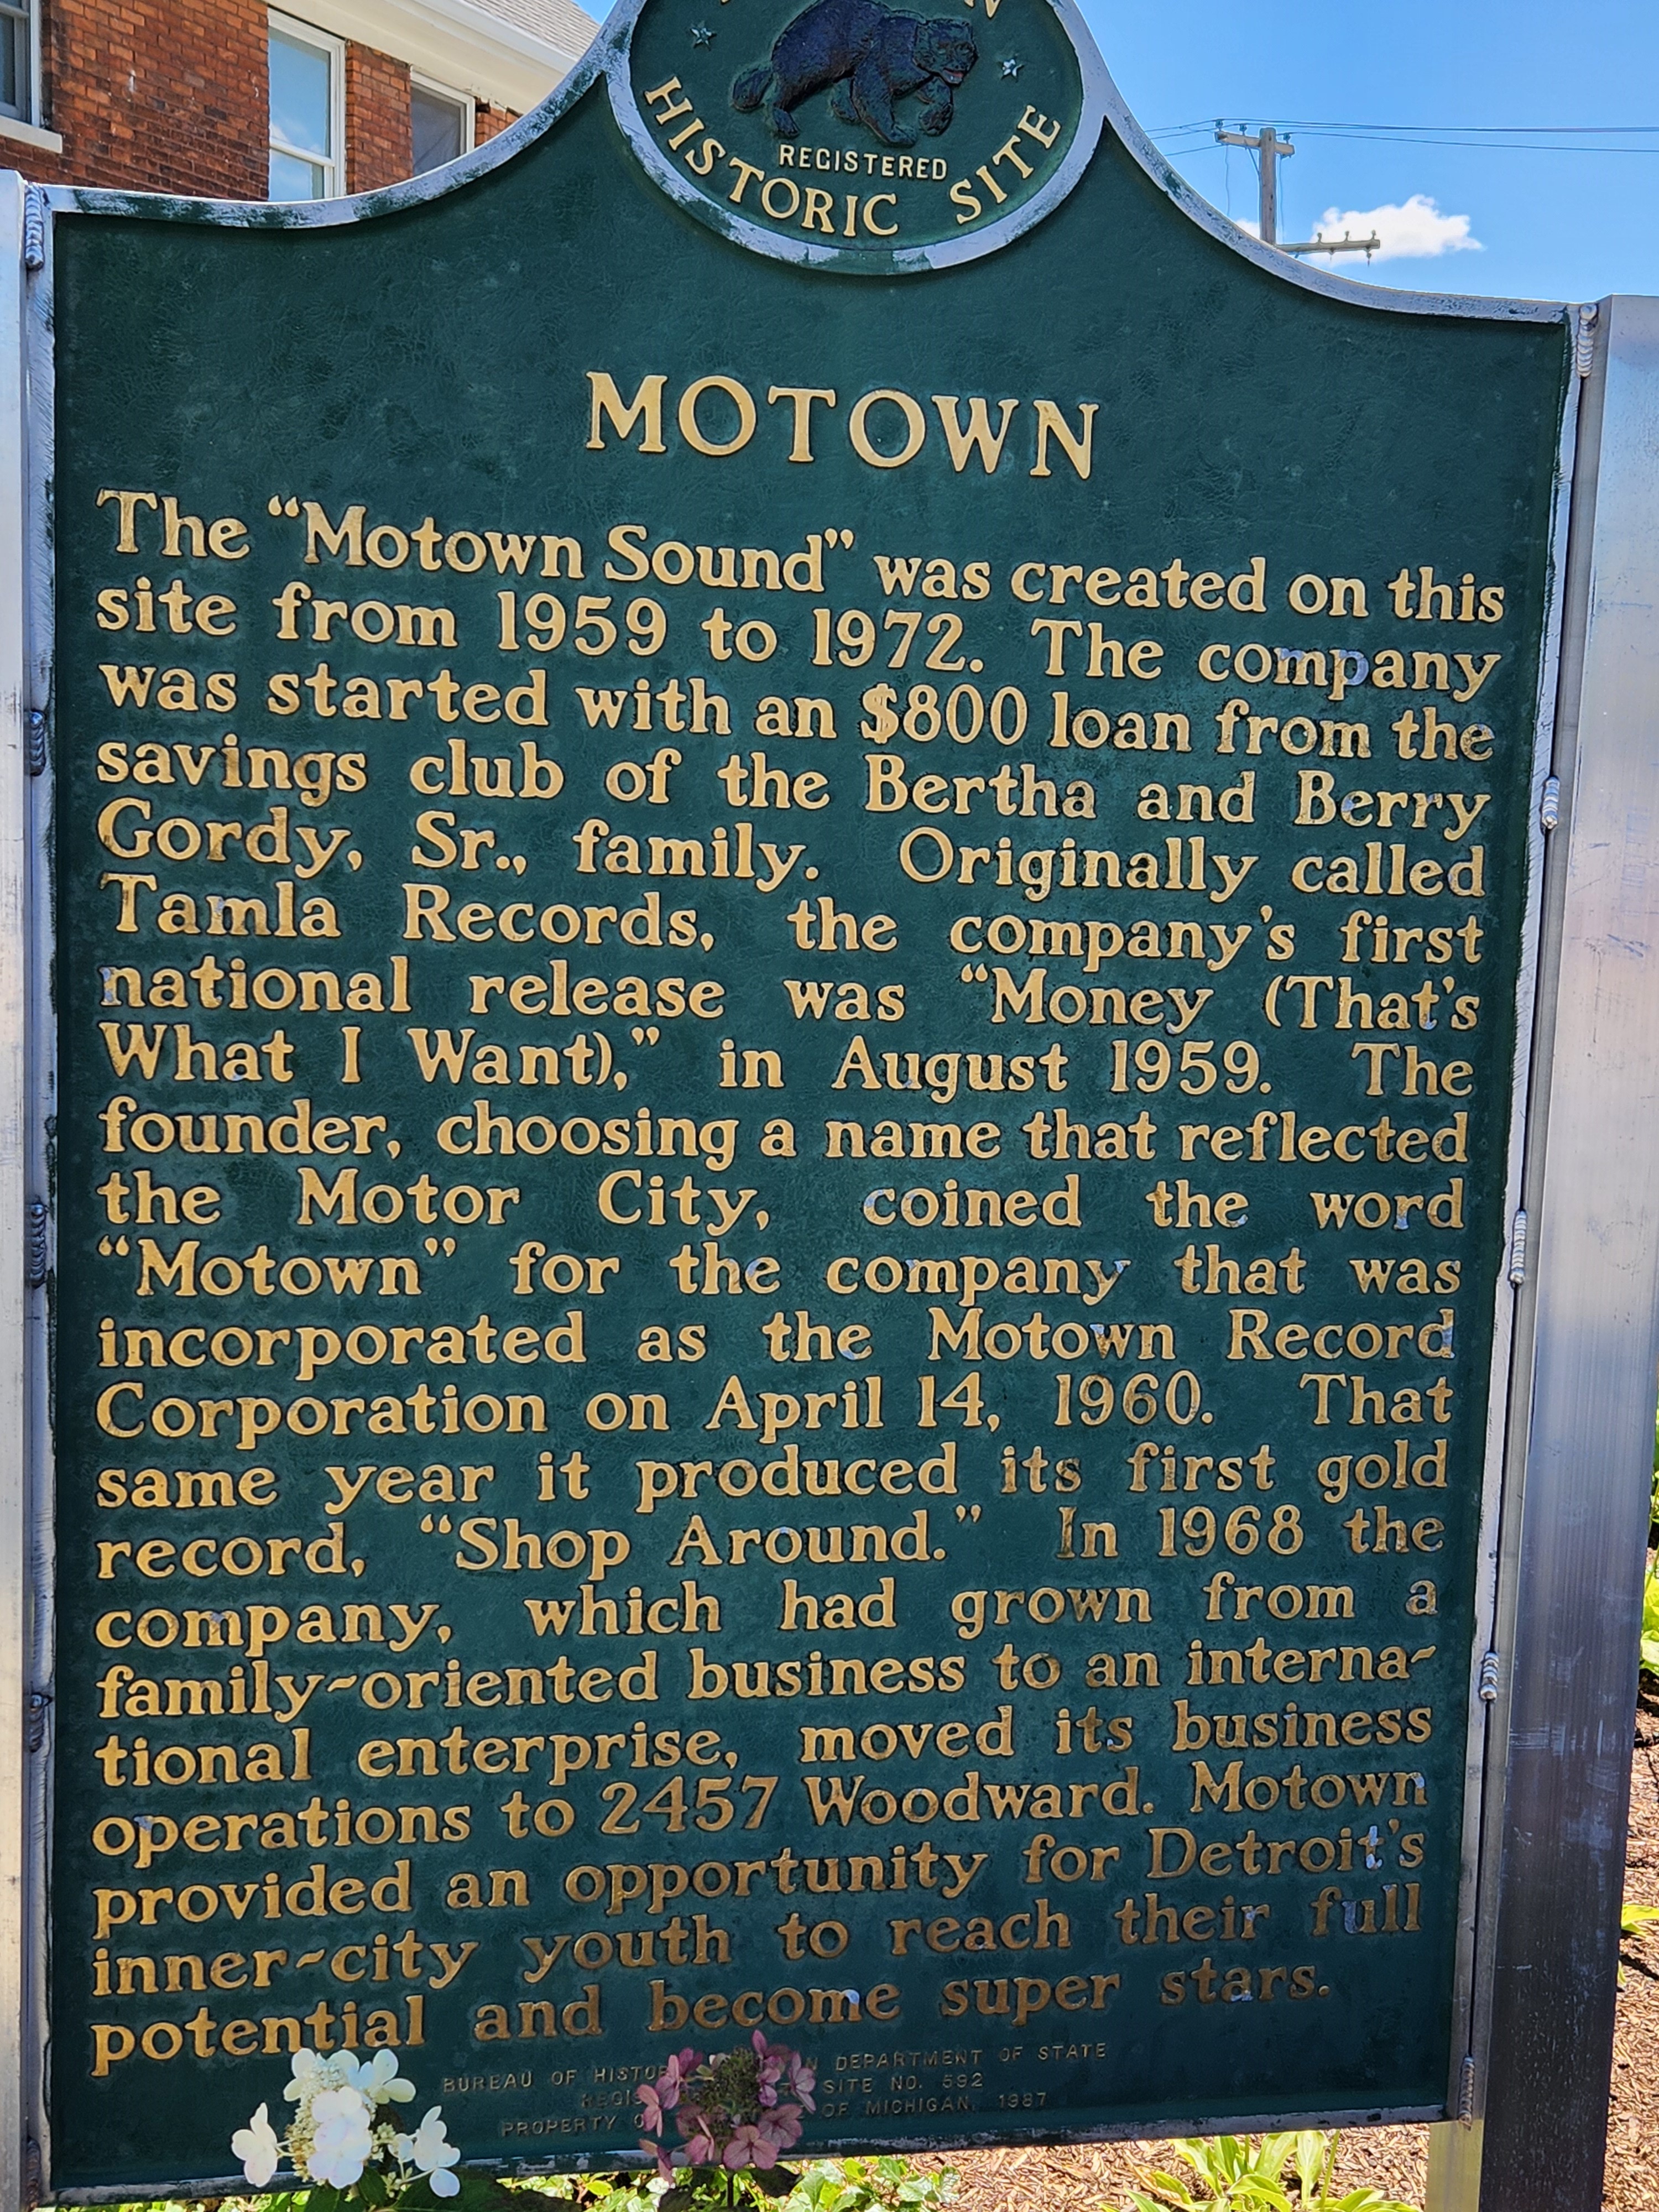 REGISTERED
HISTORIC SITE
MOTOWN
The “Motown Sound” was created on this
site from 1959 to 1972. The company
was started with an $800 loan from the
savings club of the Bertha and Berry
Gordy, Sr., family. Originally called
Tamla Records, the company's first
national release was “Money (That's
What I Want),” in August 1959. The
founder, choosing a name that reflected
the Motor City, coined the word
“Motown” for the company that was
incorporated as the Motown Record
Corporation on April 14, 1960. That
same year it produced its first gold
record, “Shop Around.” In 1968 the
company, which had grown from a
family-oriented business to an interna-
tional enterprise, moved its business
operations to 2457 Woodward. Motown
provided an opportunity for Detroit's
inner-city youth to reach their full
potential and become super stars.
BUREAU OF DEPARTMENT OF STATE
SITE NO. 592
PROPERTY OF MICHIGAN, 1987